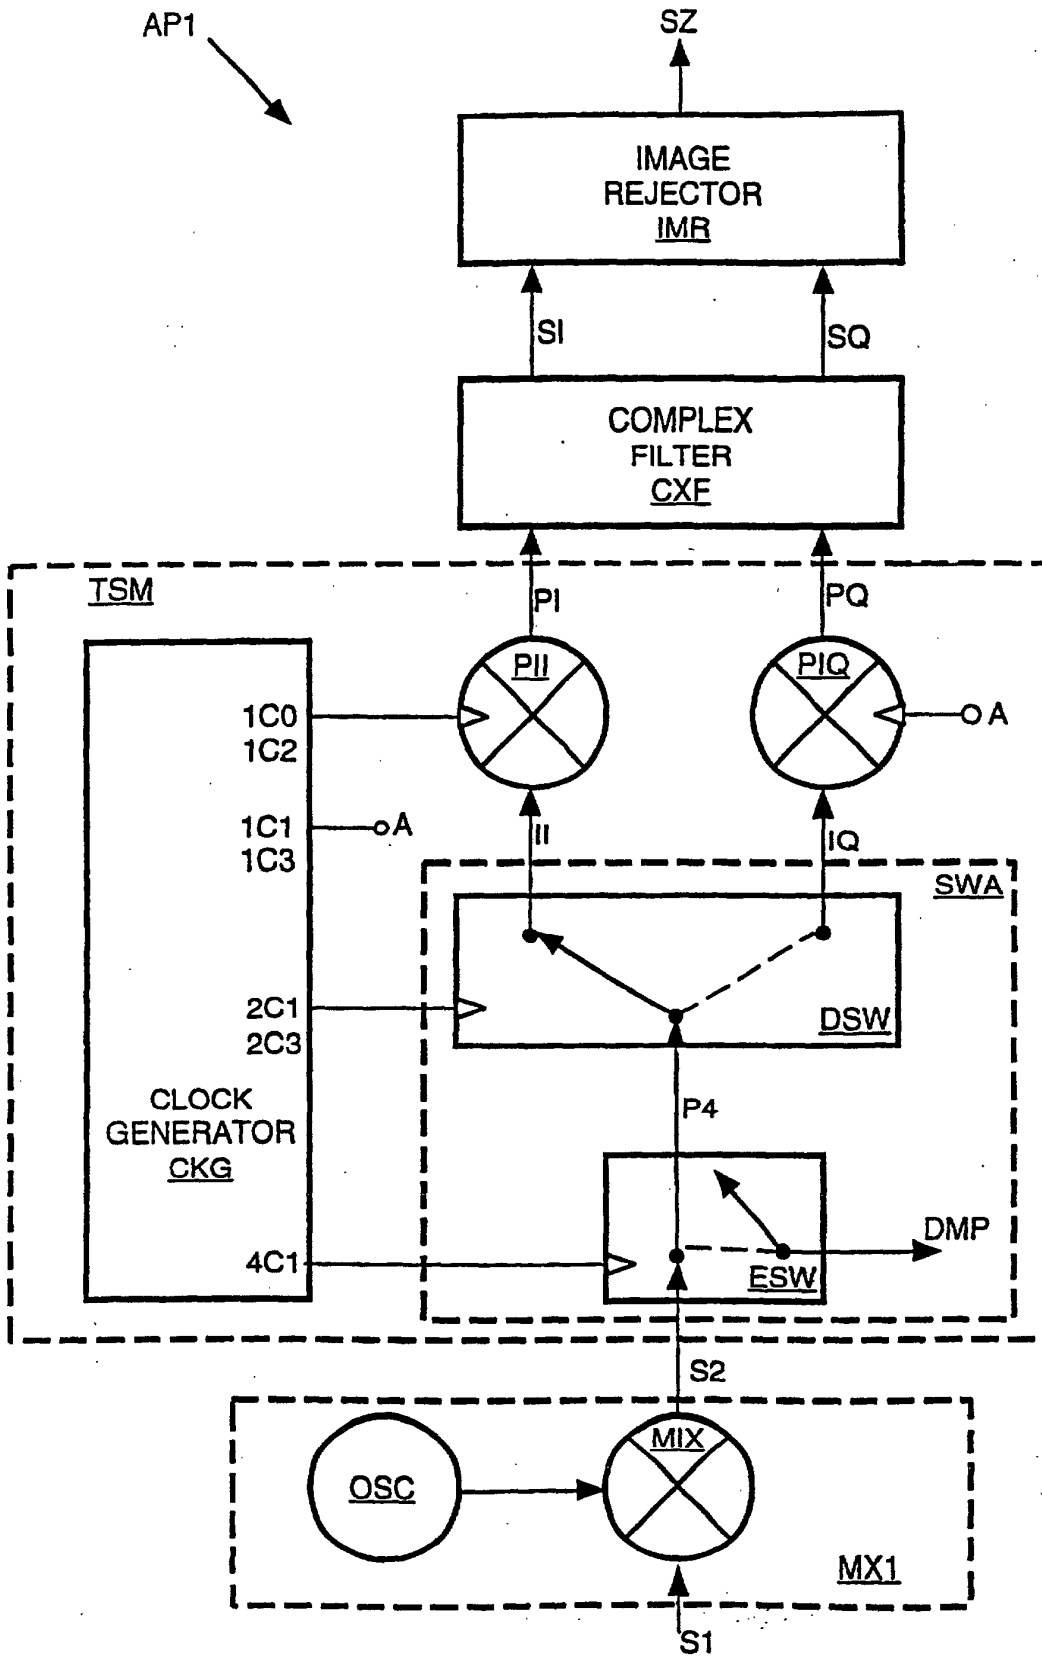 AP1
SZ
IMAGE
REJECTOR
IMR
SI
SQ
COMPLEX
FILTER
CXF
TSM
PI
PQ
PII
PIQ
1C0
1C2
A
1C1
A
1C3
II
IQ
SWA
2C1
2C3
DSW
P4
CLOCK
GENERATOR
CKG
4C1
DMP
ESW
S2
MIX
OSC
MX1
S1